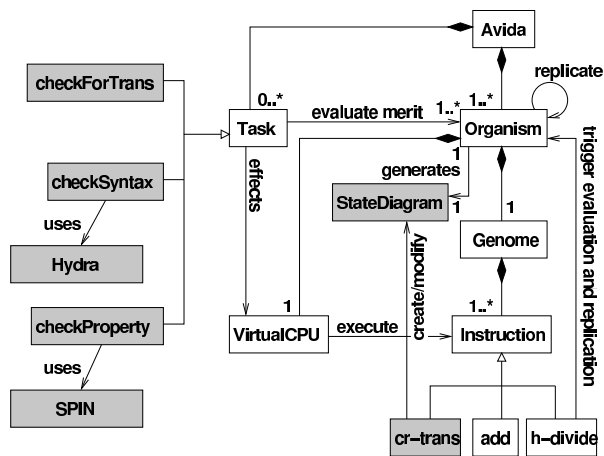 Avida
replicate
checkForTrans
0..*
1..*
1..*
Task
evaluate merit
Organism
1
effects
generates
checkSyntax
StateDiagram
1
1
uses
Genome
Hydra
trigger evaluation and replication
create/modify
1
1..*
checkProperty
VirtualCPU
execute
Instruction
uses
SPIN
cr-trans
add
h-divide